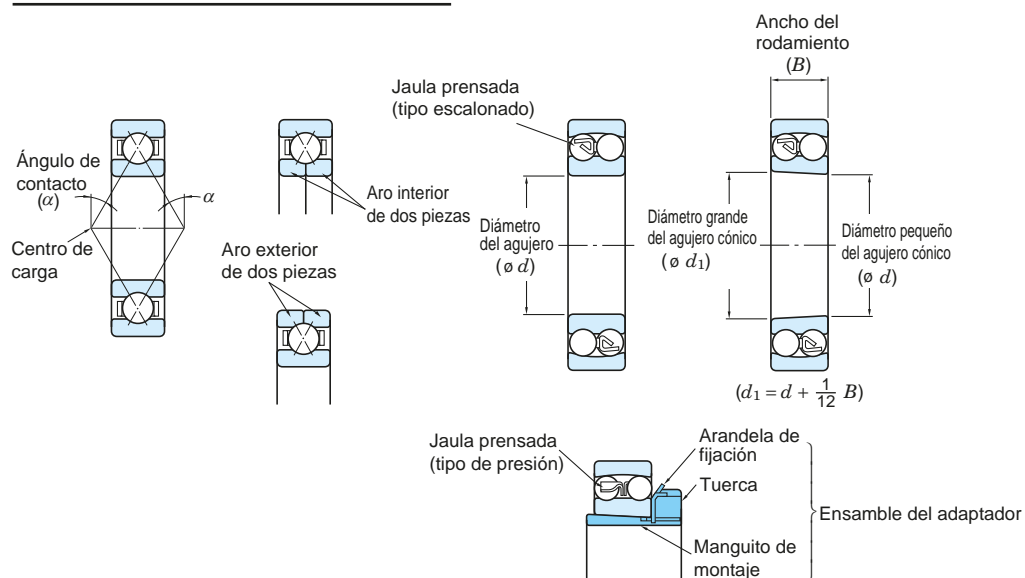 Ancho del
rodamiento
(B)
Jaula prensada
(tipo escalonado)
Ángulo de
contacto
(α)
α
Centro de
carga
Aro interior
de dos piezas
Aro exterior
de dos piezas
Diámetro
del agujero
(ø d)
Diámetro grande
del agujero cónico
(ø d1)
Diámetro pequeño
del agujero cónico
(ø d)
(d1 = d + 1/12 B)
Jaula prensada
(tipo de presión)
Arandela de
fijación
Tuerca
Manguito de
montaje
Ensamble del adaptador